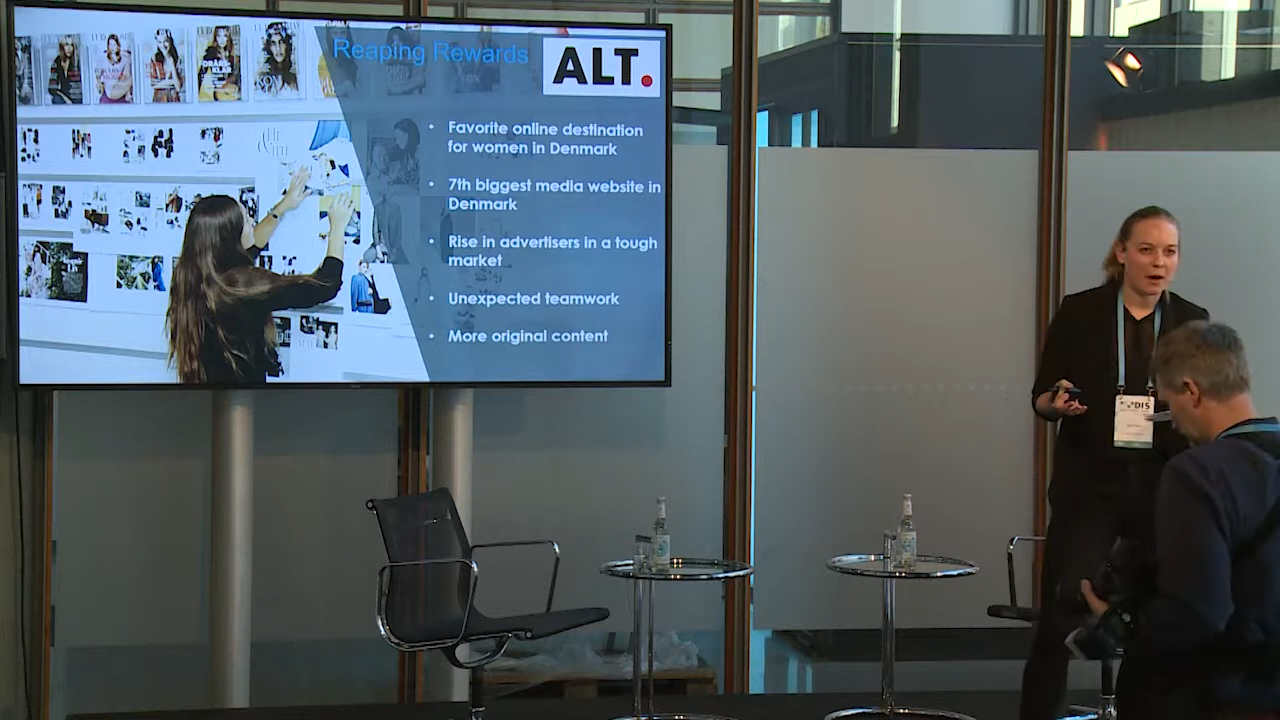 Reaping Rewards
ALT.
• Favorite online destination
for women in Denmark
• 7th biggest media website in
Denmark
• Rise in advertisers in a tough
market
• Unexpected teamwork
• More original content
DIS